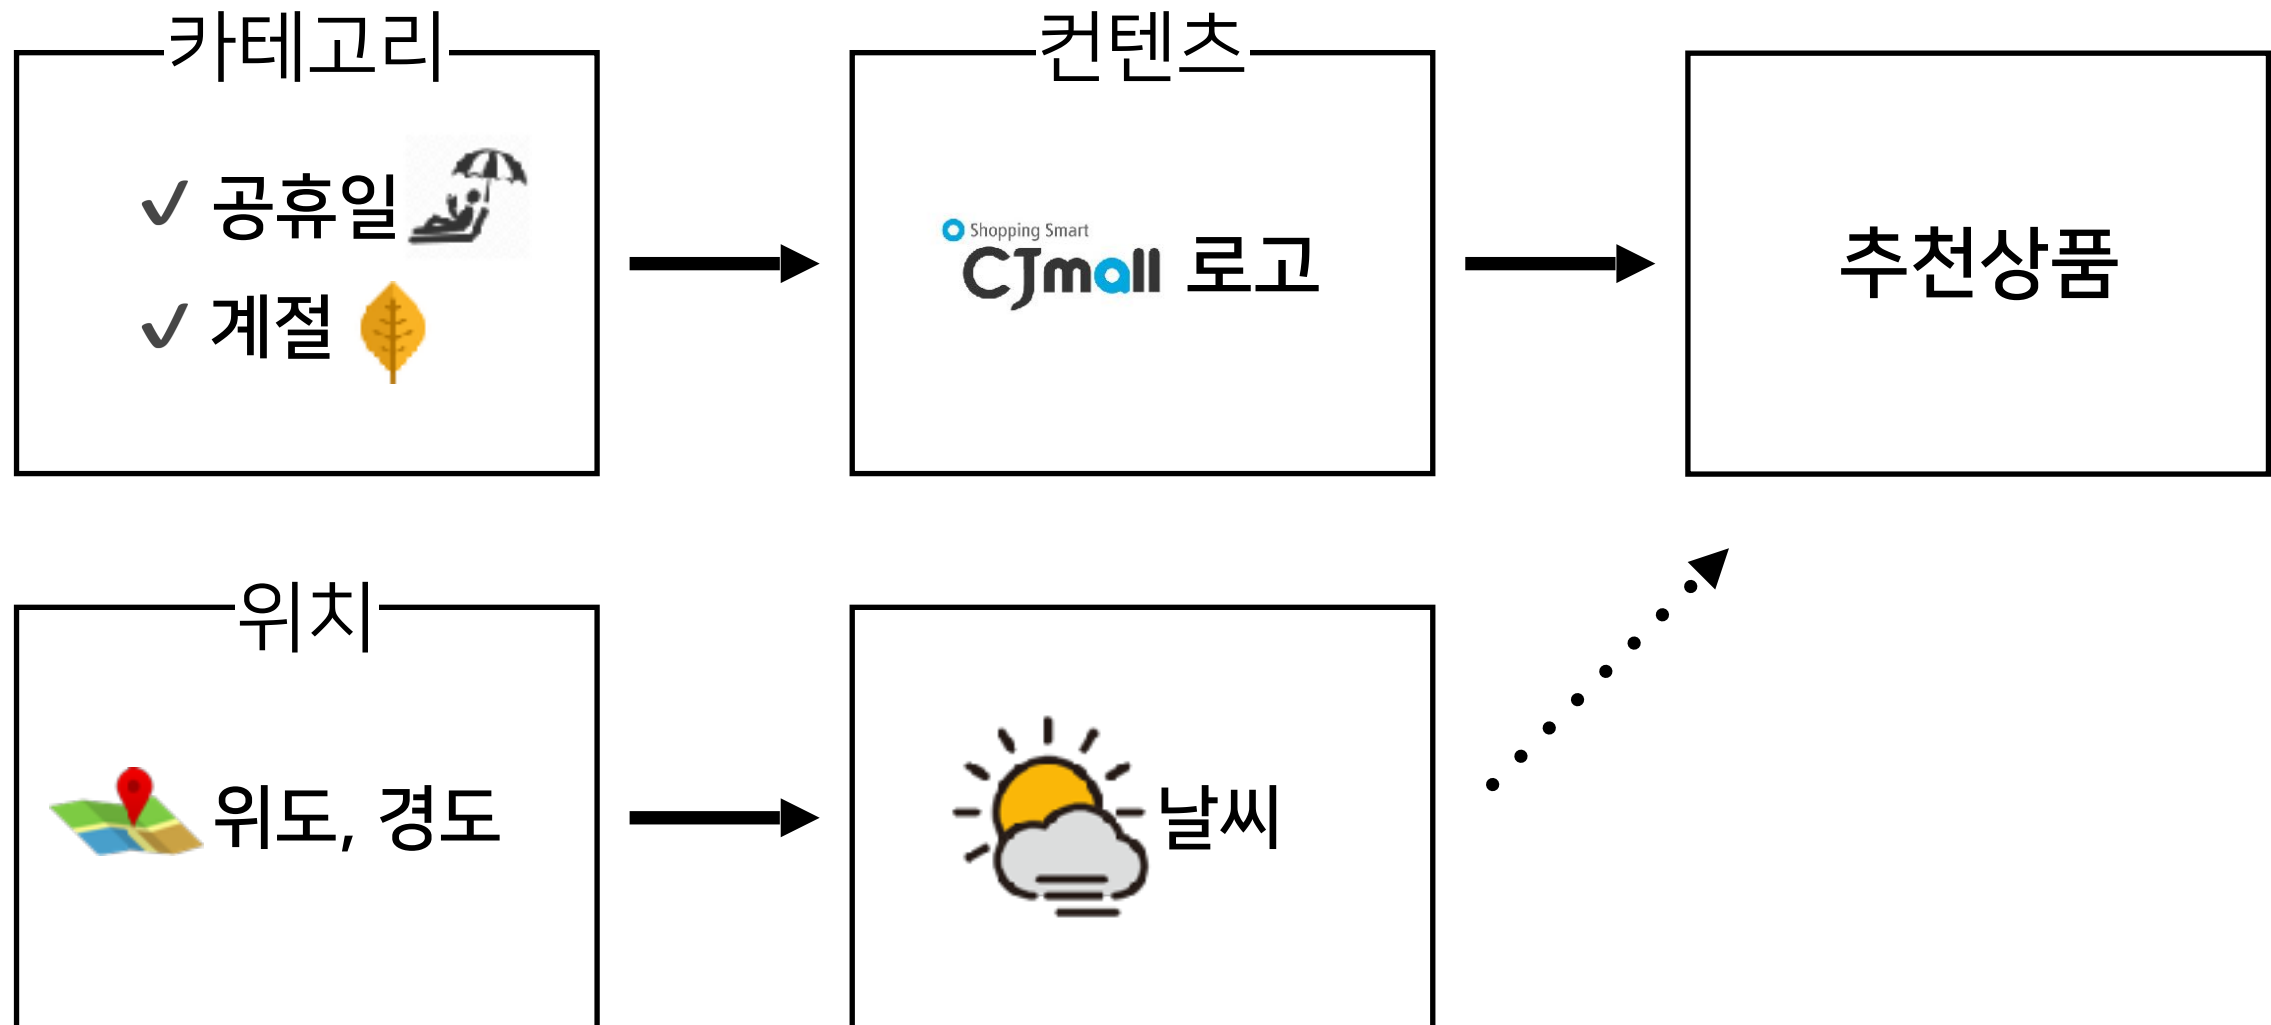 카테고리
✓ 공휴일
✓ 계절
컨텐츠
Shopping Smart
CJmall 로고
추천상품
위치
위도, 경도
날씨